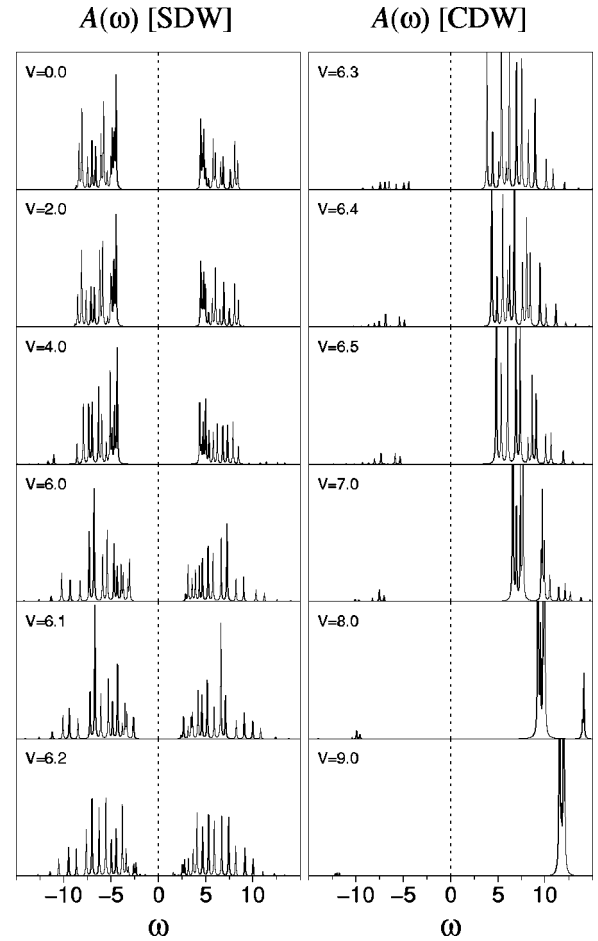 A(ω) [SDW] A(ω) [CDW]
V=0.0 V=6.3
V=2.0 V=6.4
V=4.0 V=6.5
V=6.0 V=7.0
V=6.1 V=8.0
V=6.2 V=9.0
−10 −5 0 5 10 −10 −5 0 5 10
ω ω